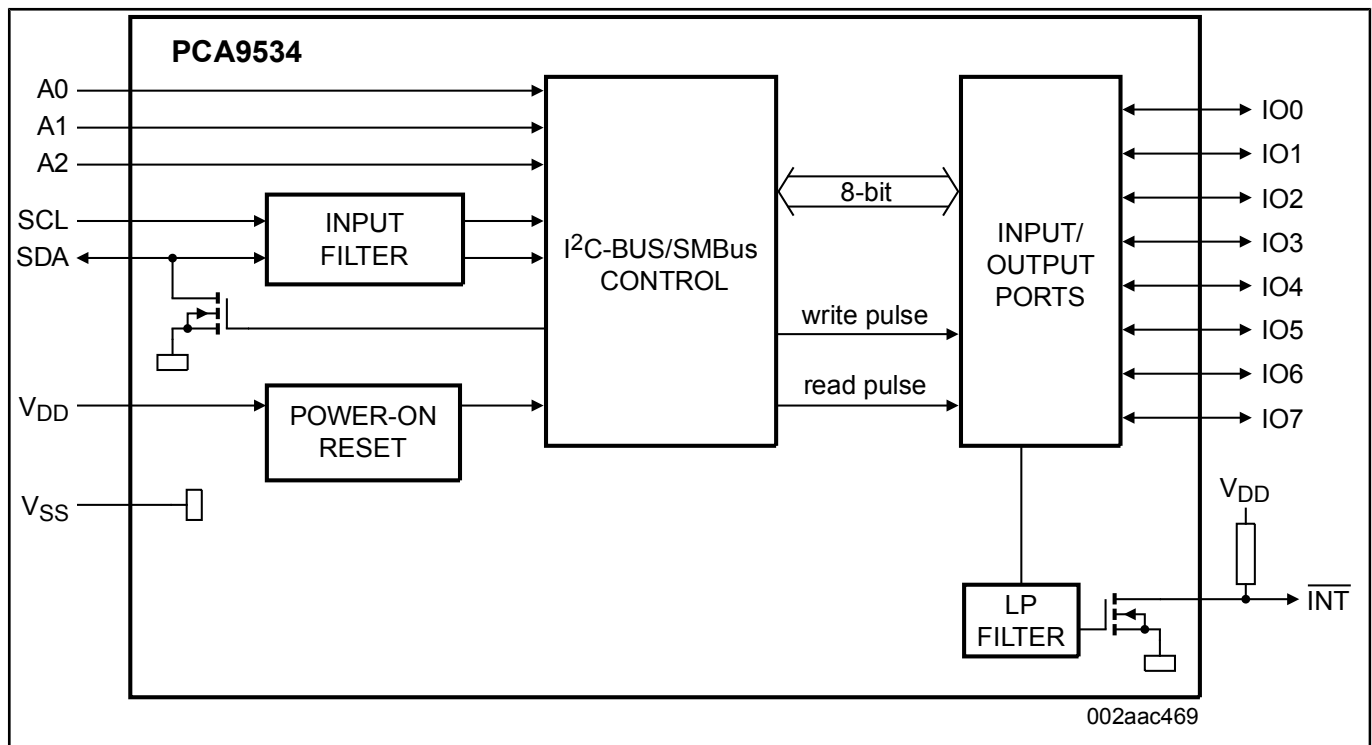 PCA9534
A0
A1
A2
SCL
SDA
INPUT
FILTER
I2C-BUS/SMBus
CONTROL
8-bit
write pulse
read pulse
INPUT/
OUTPUT
PORTS
IO0
IO1
IO2
IO3
IO4
IO5
IO6
IO7
VDD
POWER-ON
RESET
VSS
VDD
LP
FILTER
INT
002aac469